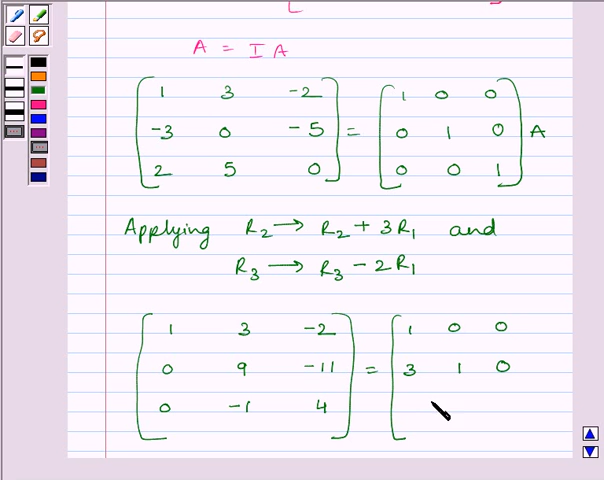 A = I A
1 3 -2 1 0 0
-3 0 -5 = 0 1 0 A
2 5 0 0 0 1
Applying R2 → R2 + 3R1 and
R3 → R3 - 2R1
1 3 -2 1 0 0
0 9 -11 = 3 1 0
0 -1 4